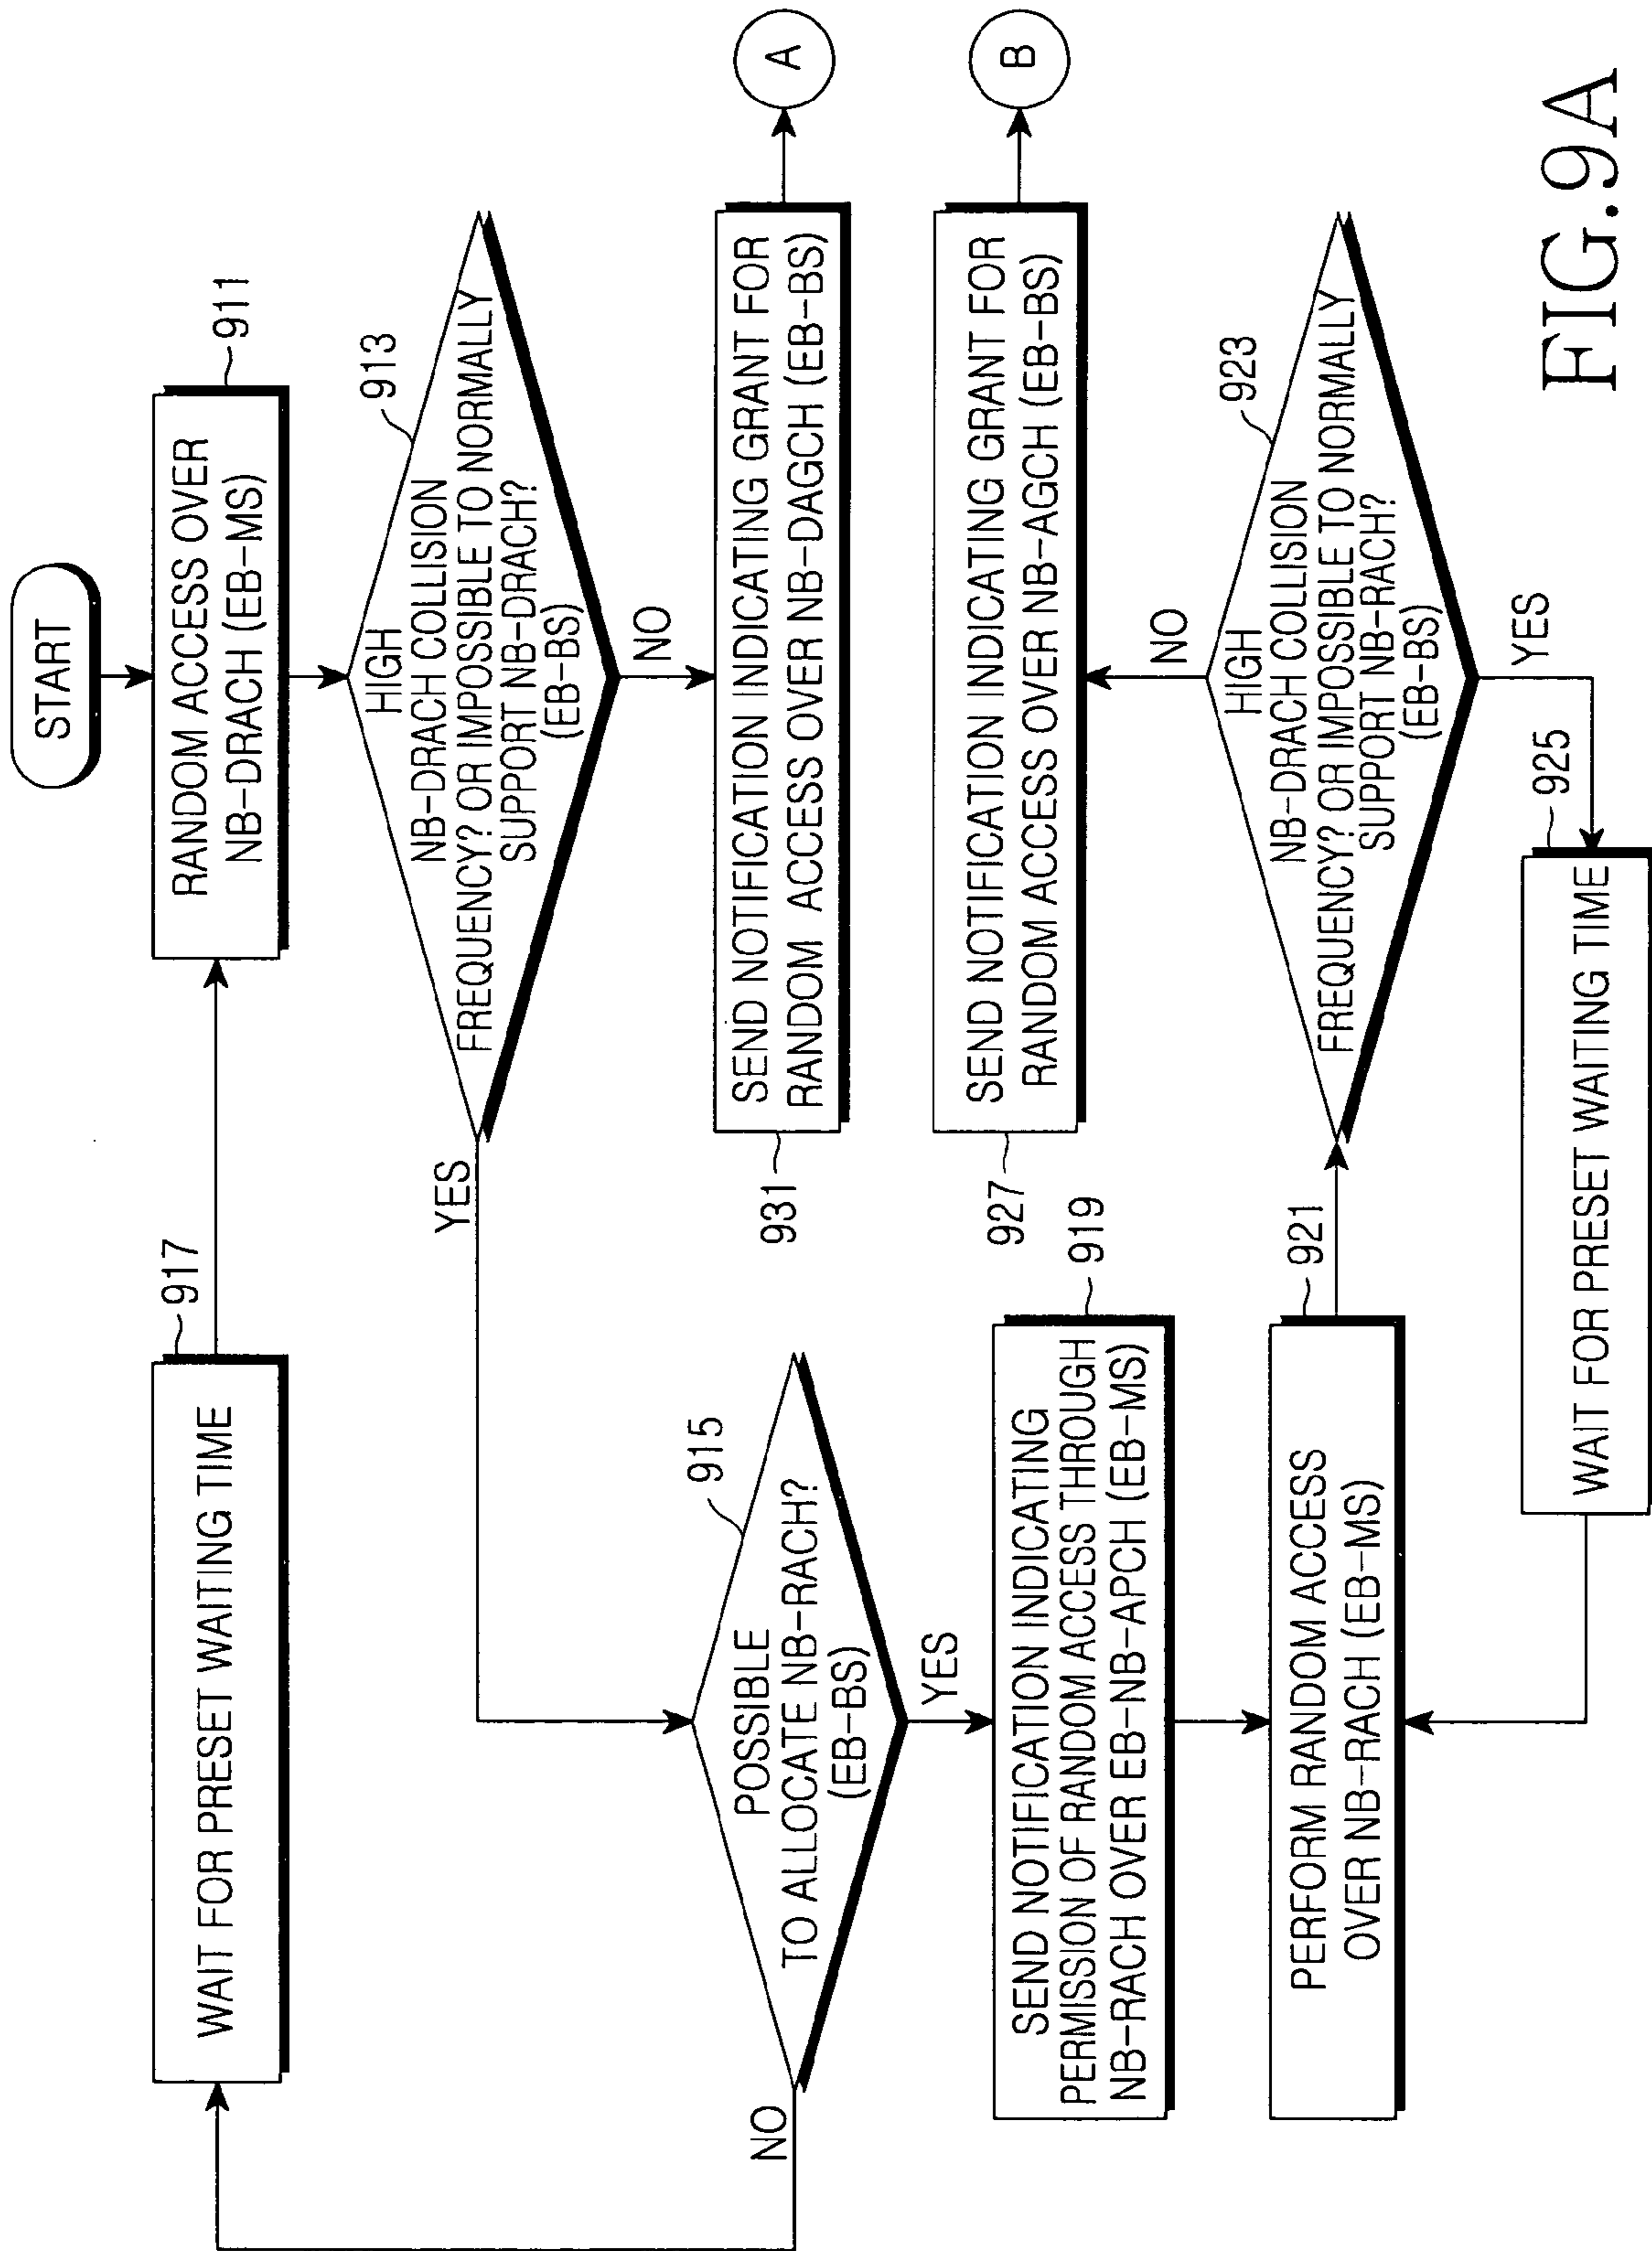 START
RANDOM ACCESS OVER
NB-DRACH (EB-MS)
911
HIGH
NB-DRACH COLLISION
FREQUENCY? OR IMPOSSIBLE TO NORMALLY
SUPPORT NB-DRACH?
(EB-BS)
913
YES
NO
WAIT FOR PRESET WAITING TIME
917
POSSIBLE
TO ALLOCATE NB-RACH?
(EB-BS)
915
NO
YES
SEND NOTIFICATION INDICATING GRANT FOR
RANDOM ACCESS OVER NB-DAGCH (EB-BS)
931
A
SEND NOTIFICATION INDICATING
PERMISSION OF RANDOM ACCESS THROUGH
NB-RACH OVER EB-NB-APCH (EB-MS)
919
SEND NOTIFICATION INDICATING GRANT FOR
RANDOM ACCESS OVER NB-AGCH (EB-BS)
927
B
PERFORM RANDOM ACCESS
OVER NB-RACH (EB-MS)
921
NO
HIGH
NB-DRACH COLLISION
FREQUENCY? OR IMPOSSIBLE TO NORMALLY
SUPPORT NB-RACH?
(EB-BS)
923
YES
WAIT FOR PRESET WAITING TIME
925
FIG.9A